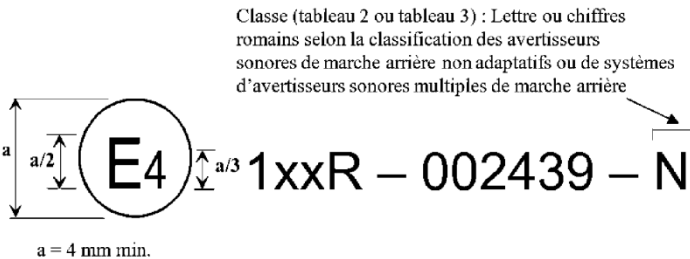 Classe (tableau 2 ou tableau 3) : Lettre ou chiffres
romains selon la classification des avertisseurs
sonores de marche arrière non adaptatifs ou de systèmes
d’avertisseurs sonores multiples de marche arrière
a
a/2
E4
a/3
1xxR – 002439 – N
a = 4 mm min.